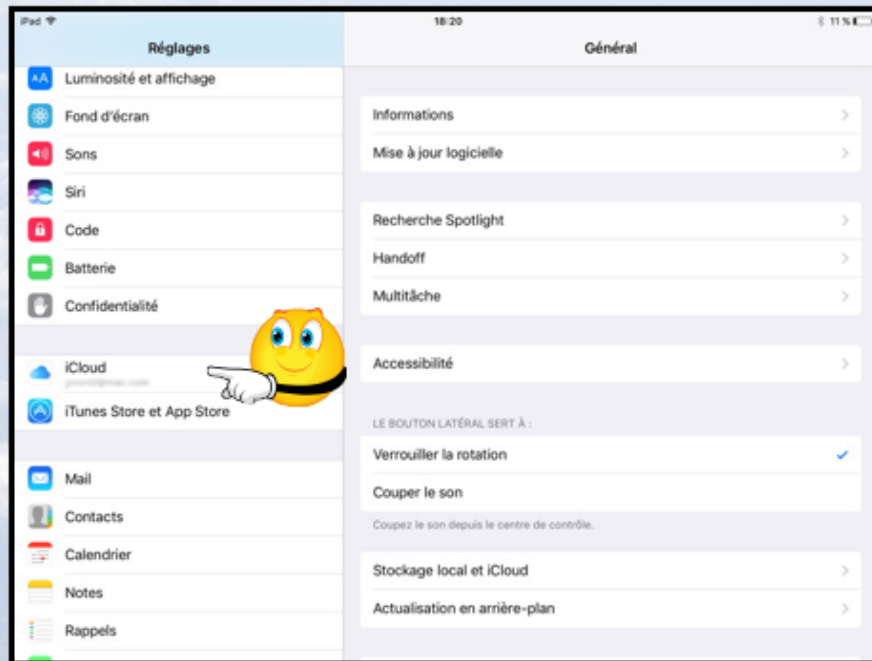 iPad
18:20
11 %
Réglages
Général
AA
Luminosité et affichage
Fond d'écran
Sons
Siri
Code
Batterie
Confidentialité
iCloud
iTunes Store et App Store
Mail
Contacts
Calendrier
Notes
Rappels
Informations
Mise à jour logicielle
Recherche Spotlight
Handoff
Multitâche
Accessibilité
LE BOUTON LATÉRAL SERT À :
Verrouiller la rotation
Couper le son
Coupez le son depuis le centre de contrôle.
Stockage local et iCloud
Actualisation en arrière-plan